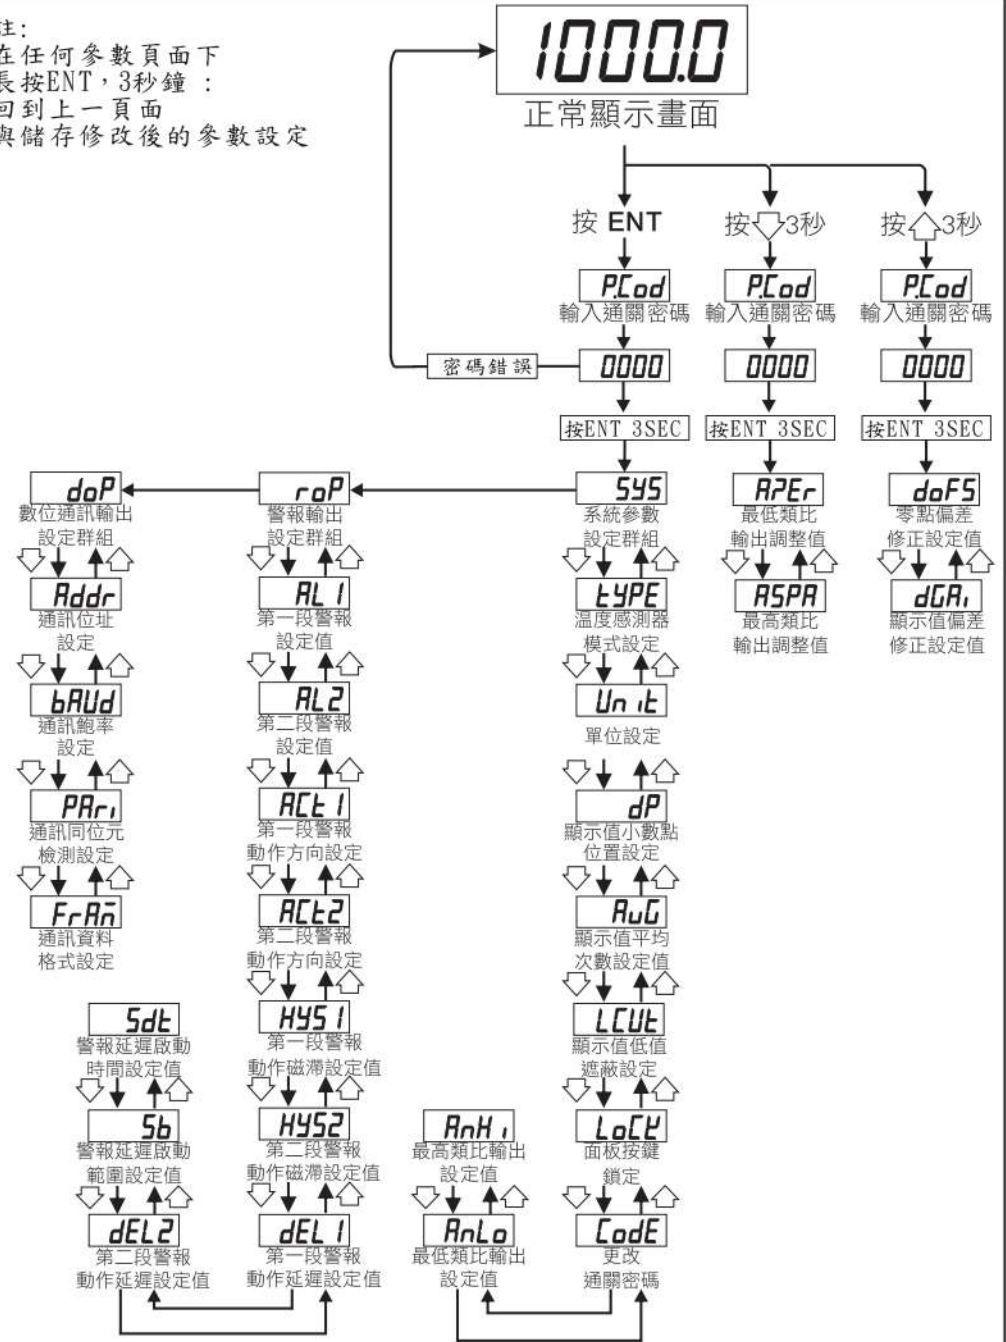 註:
在任何參數頁面下
長按ENT，3秒鐘：
回到上一頁面
與儲存修改後的參數設定
1000.0
正常顯示畫面
按 ENT
按 3秒
按 3秒
P.Cod
輸入通關密碼
P.Cod
輸入通關密碼
P.Cod
輸入通關密碼
密碼錯誤
0000
0000
0000
按ENT 3SEC
按ENT 3SEC
按ENT 3SEC
doP
數位通訊輸出
設定群組
Addr
通訊位址
設定
bAUd
通訊鮑率
設定
PAri
通訊同位元
檢測設定
FrAm
通訊資料
格式設定
Sdt
警報延遲啟動
時間設定值
Sb
警報延遲啟動
範圍設定值
dEL2
第二段警報
動作延遲設定值
roP
警報輸出
設定群組
AL1
第一段警報
設定值
AL2
第二段警報
設定值
ACt1
第一段警報
動作方向設定
ACt2
第二段警報
動作方向設定
HYS1
第一段警報
動作磁滯設定值
HYS2
第二段警報
動作磁滯設定值
dEL1
第一段警報
動作延遲設定值
AnHi
最高類比輸出
設定值
AnLo
最低類比輸出
設定值
SYS
系統參數
設定群組
tYPE
溫度感測器
模式設定
Unit
單位設定
dP
顯示值小數點
位置設定
AvG
顯示值平均
次數設定值
LCUt
顯示值低值
遮蔽設定
LoCK
面板按鍵
鎖定
CodE
更改
通關密碼
AZEr
最低類比
輸出調整值
ASPA
最高類比
輸出調整值
doFS
零點偏差
修正設定值
dGAi
顯示值偏差
修正設定值